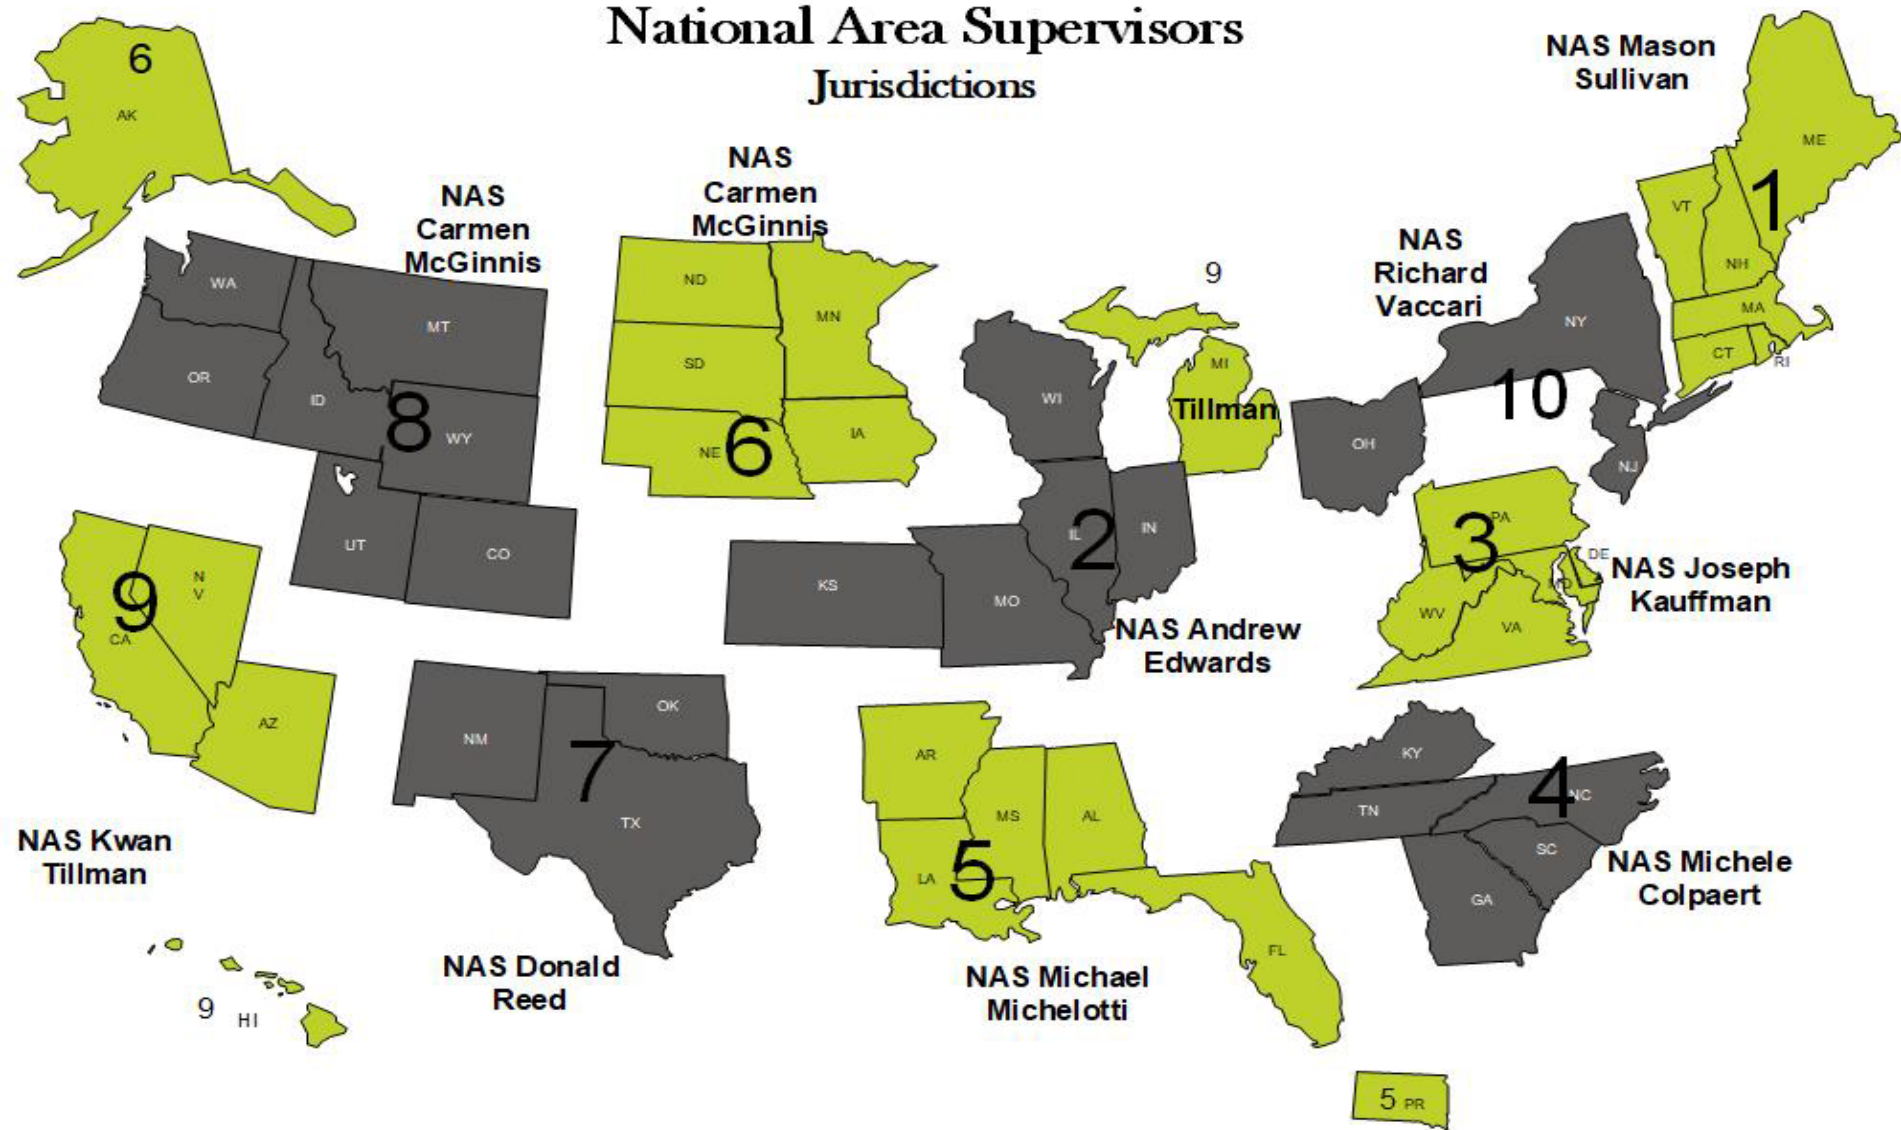 National Area Supervisors
Jurisdictions
6
AK
NAS
Carmen
McGinnis
NAS
Carmen
McGinnis
NAS Mason
Sullivan
ME
1
VT
NH
MA
CT
RI
NAS
Richard
Vaccari
NY
10
OH
NJ
WA
MT
OR
ID
8
WY
UT
CO
ND
MN
SD
IA
NE
6
9
MI
Tillman
WI
IL
2
IN
KS
MO
NAS Andrew
Edwards
PA
3
DE
MD
WV
VA
NAS Joseph
Kauffman
9
N
V
CA
AZ
NAS Kwan
Tillman
9
HI
NM
OK
7
TX
NAS Donald
Reed
AR
MS
AL
LA
5
FL
NAS Michael
Michelotti
5 PR
KY
TN
4
NC
SC
GA
NAS Michele
Colpaert